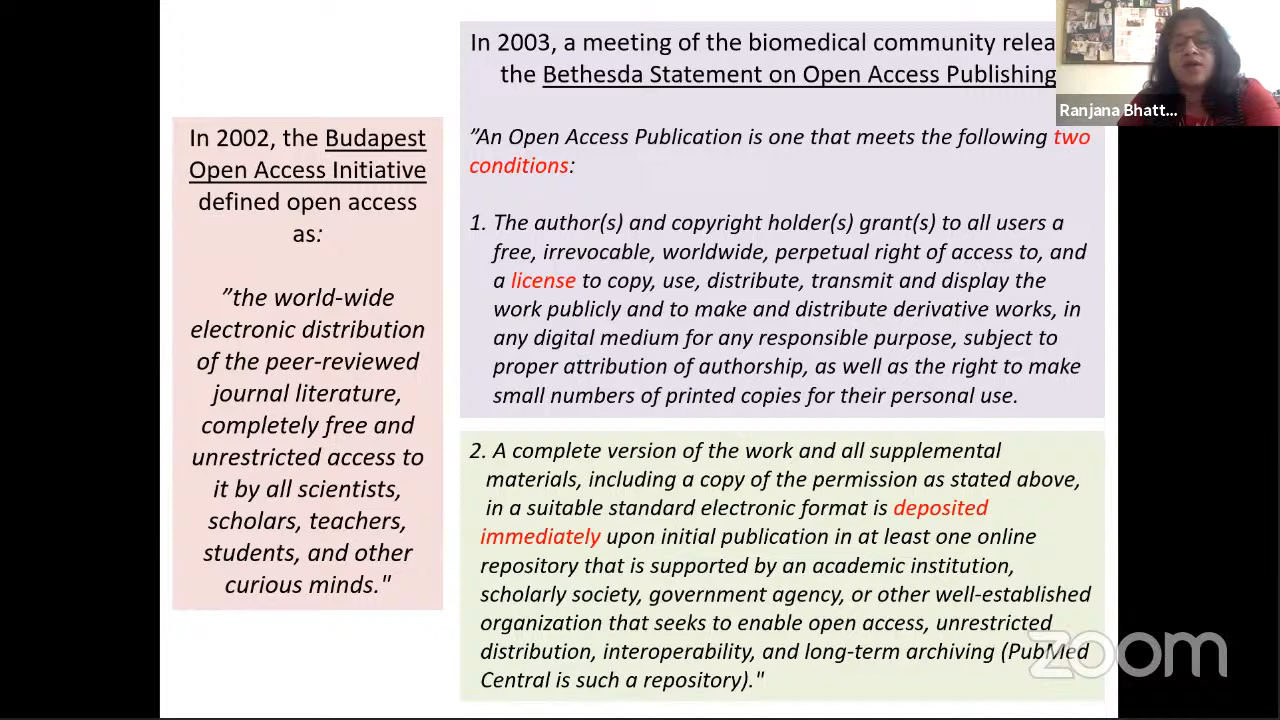 In 2002, the Budapest
Open Access Initiative
defined open access
as:
”the world-wide
electronic distribution
of the peer-reviewed
journal literature,
completely free and
unrestricted access to
it by all scientists,
scholars, teachers,
students, and other
curious minds."
In 2003, a meeting of the biomedical community relea
the Bethesda Statement on Open Access Publishing
”An Open Access Publication is one that meets the following two
conditions:
1. The author(s) and copyright holder(s) grant(s) to all users a
free, irrevocable, worldwide, perpetual right of access to, and
a license to copy, use, distribute, transmit and display the
work publicly and to make and distribute derivative works, in
any digital medium for any responsible purpose, subject to
proper attribution of authorship, as well as the right to make
small numbers of printed copies for their personal use.
2. A complete version of the work and all supplemental
materials, including a copy of the permission as stated above,
in a suitable standard electronic format is deposited
immediately upon initial publication in at least one online
repository that is supported by an academic institution,
scholarly society, government agency, or other well-established
organization that seeks to enable open access, unrestricted
distribution, interoperability, and long-term archiving (PubMed
Central is such a repository)."
Ranjana Bhatt...
zoom